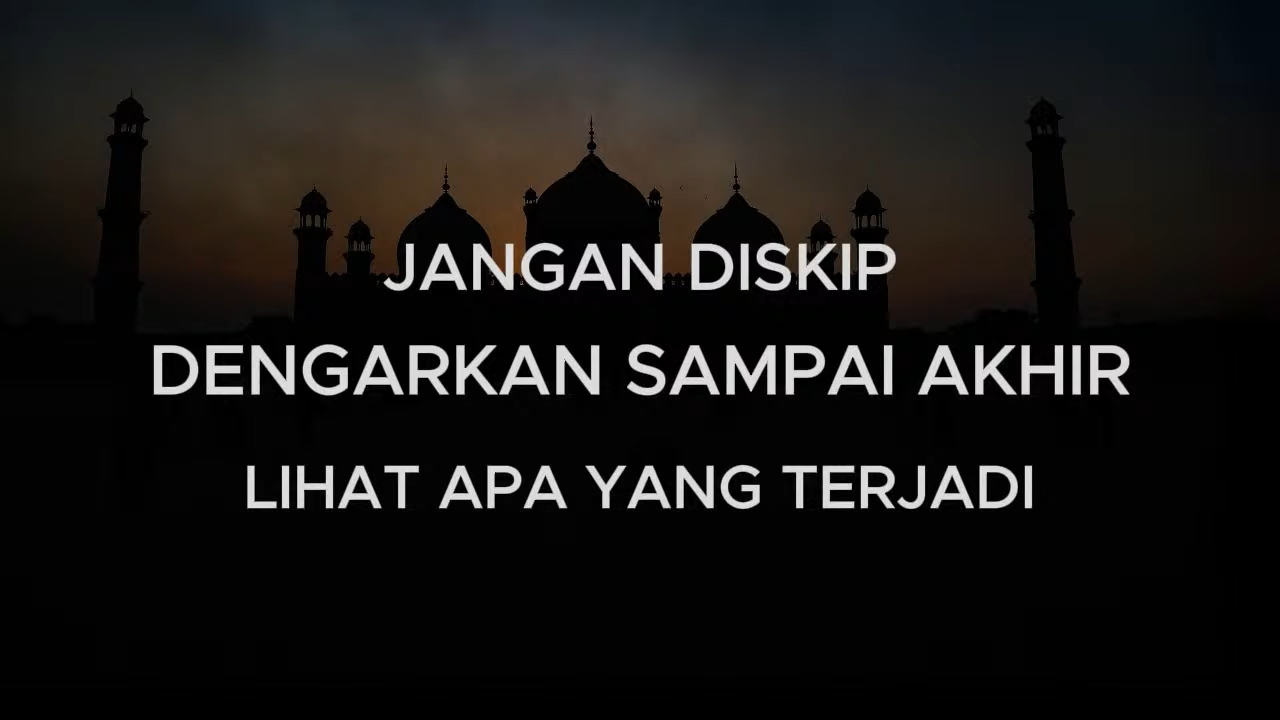 JANGAN DISKIP
DENGARKAN SAMPAI AKHIR
LIHAT APA YANG TERJADI